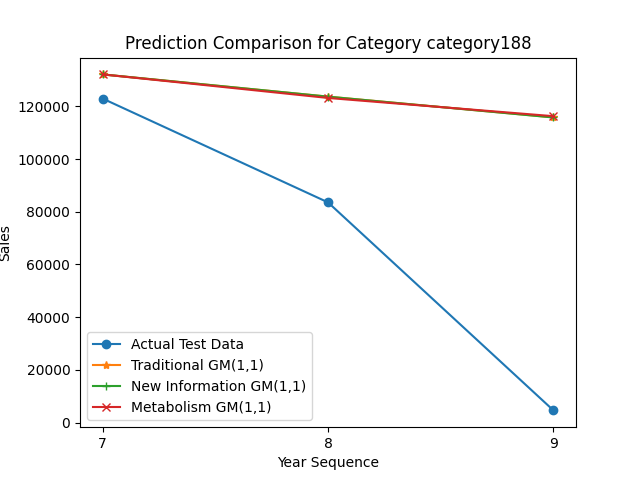 Prediction Comparison for Category category188
Sales
120000
100000
80000
60000
40000
20000
0
Actual Test Data
Traditional GM(1,1)
New Information GM(1,1)
Metabolism GM(1,1)
7
8
9
Year Sequence